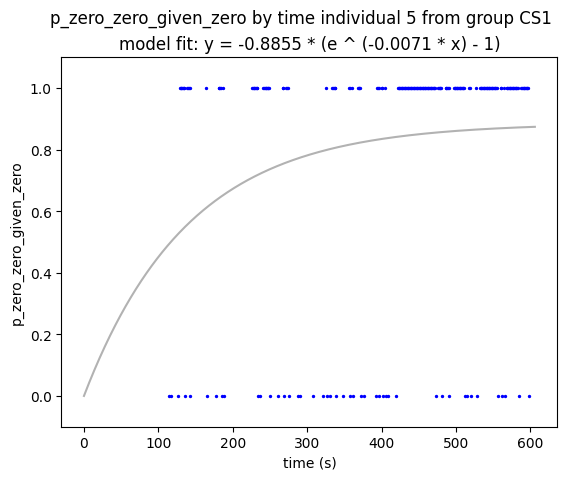 p_zero_zero_given_zero by time individual 5 from group CS1
model fit: y = -0.8855 * (e ^ (-0.0071 * x) - 1)
1.0
0.8
0.6
0.4
0.2
0.0
p_zero_zero_given_zero
0 100 200 300 400 500 600
time (s)